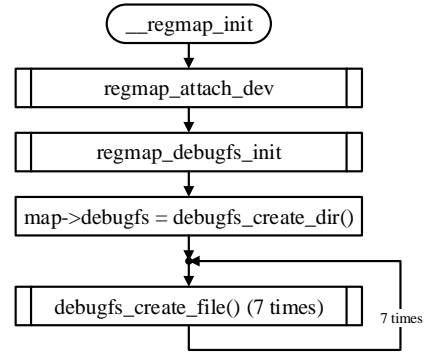 __regmap_init
regmap_attach_dev
regmap_debugfs_init
map->debugfs = debugfs_create_dir()
debugfs_create_file() (7 times)
7 times